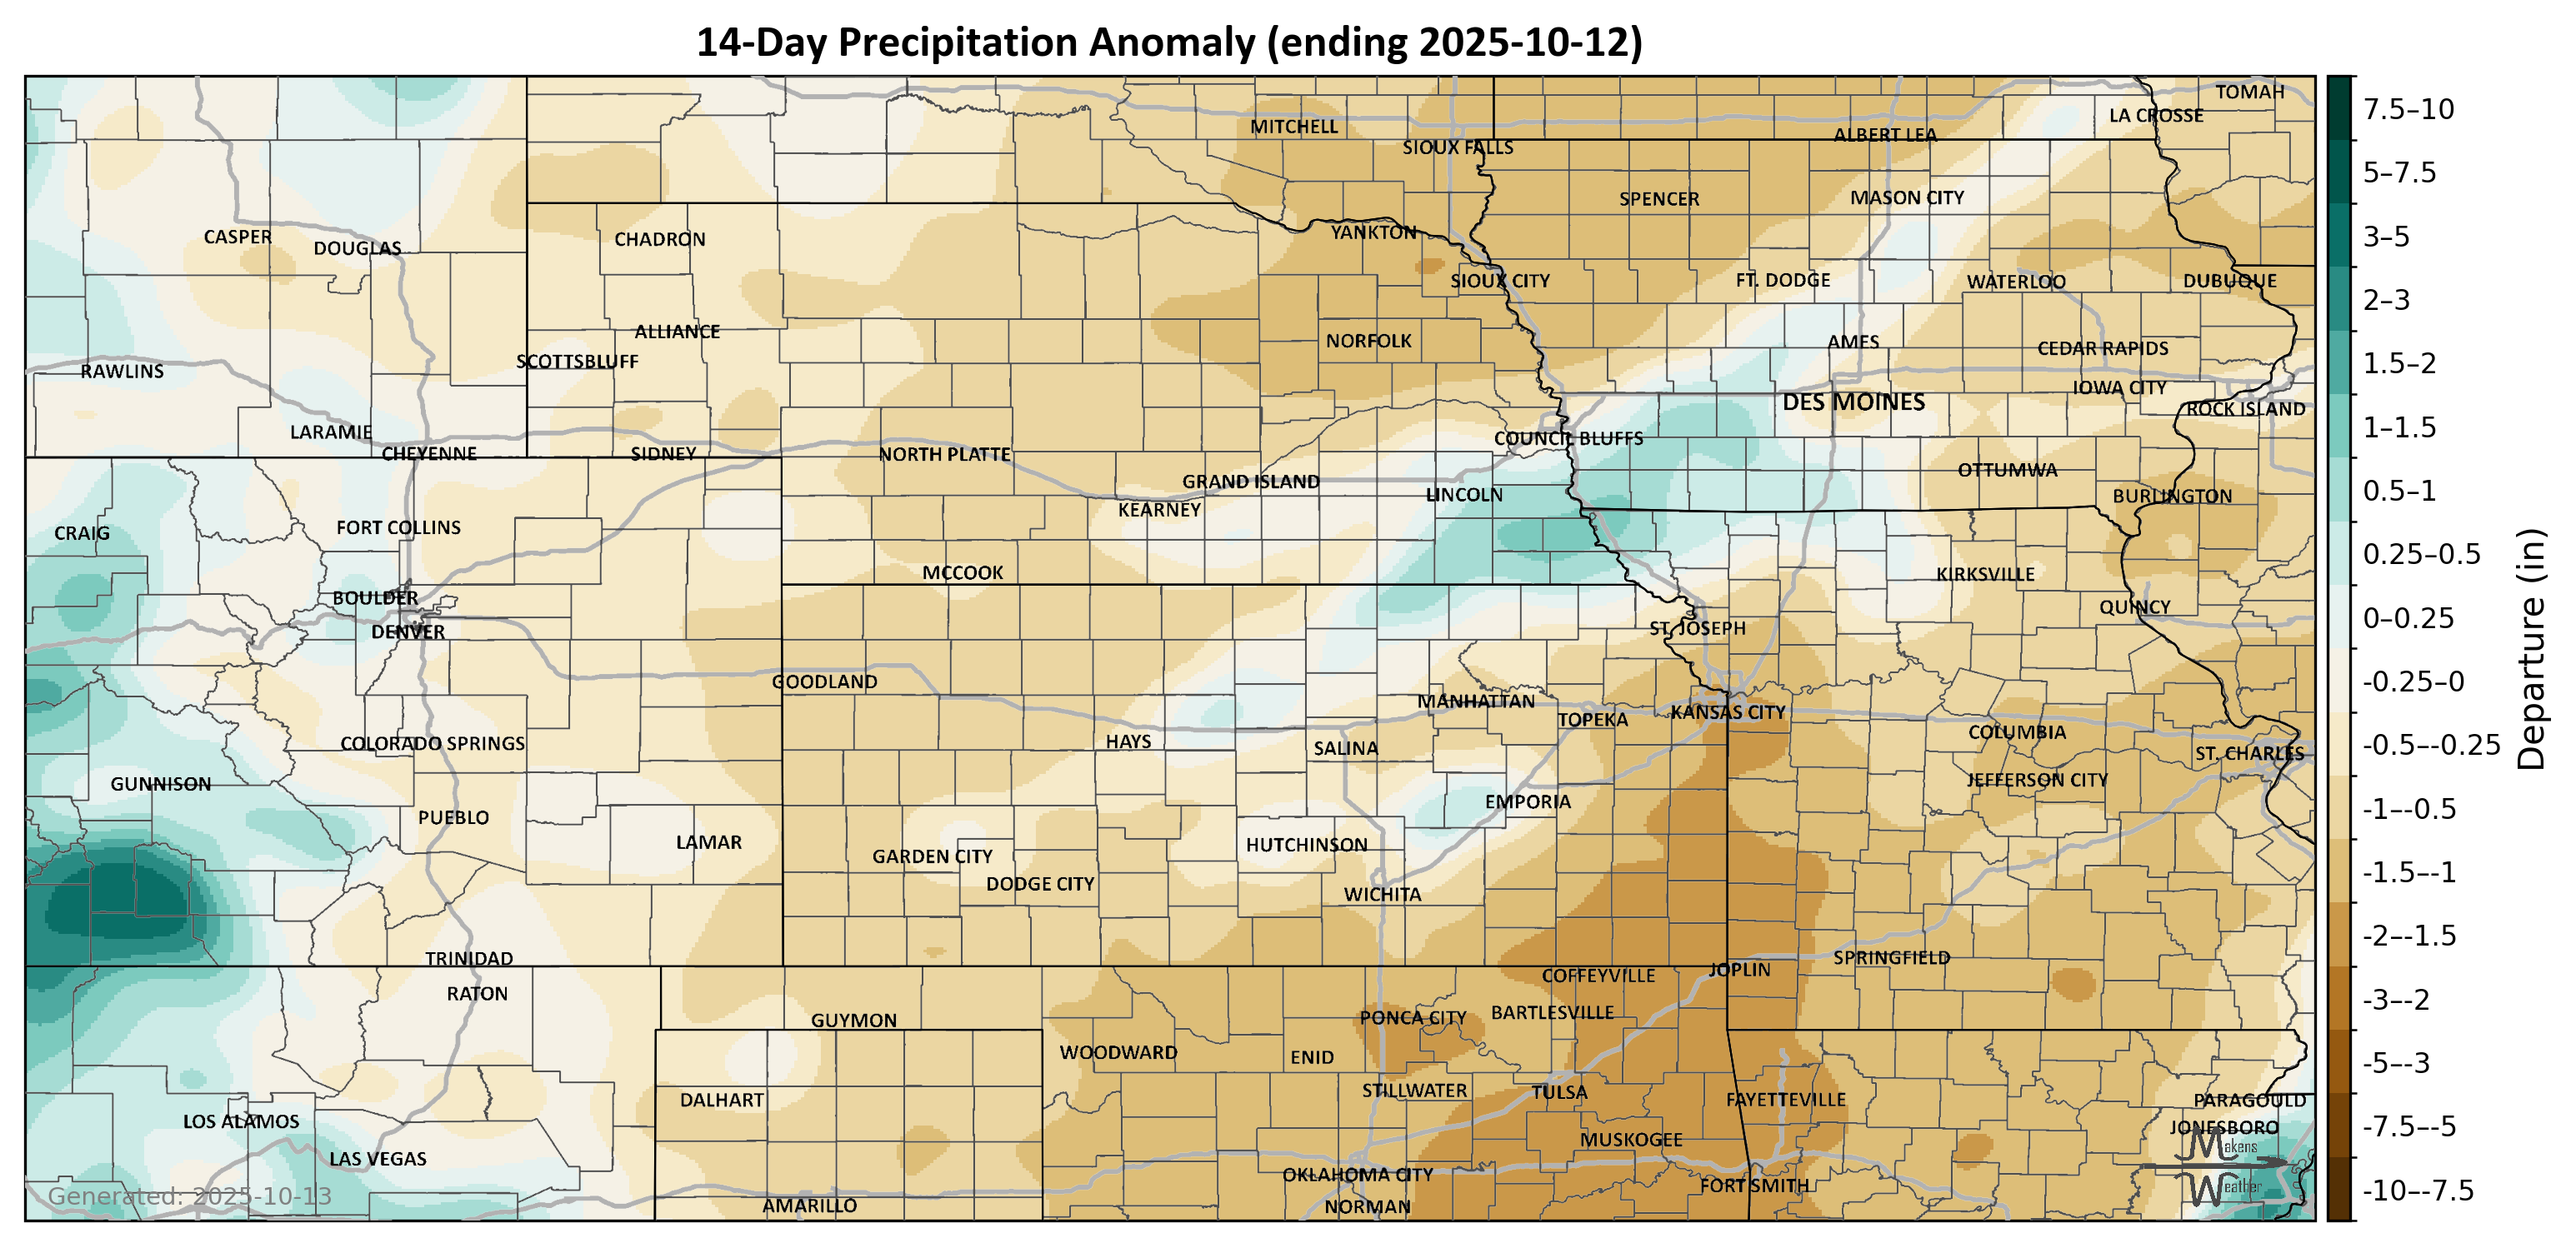 14-Day Precipitation Anomaly (ending 2025-10-12)
TOMAH
LA CROSSE
MITCHELL
ALBERT LEA
SIOUX FALLS
SPENCER
MASON CITY
YANKTON
CASPER
DOUGLAS
CHADRON
SIOUX CITY
FT. DODGE
WATERLOO
DUBUQUE
ALLIANCE
NORFOLK
AMES
CEDAR RAPIDS
SCOTTSBLUFF
RAWLINS
IOWA CITY
DES MOINES
ROCK ISLAND
LARAMIE
COUNCIL BLUFFS
CHEYENNE
SIDNEY
NORTH PLATTE
OTTUMWA
GRAND ISLAND
LINCOLN
BURLINGTON
KEARNEY
CRAIG
FORT COLLINS
MCCOOK
KIRKSVILLE
BOULDER
QUINCY
DENVER
ST. JOSEPH
GOODLAND
MANHATTAN
KANSAS CITY
TOPEKA
COLUMBIA
COLORADO SPRINGS
HAYS
SALINA
ST. CHARLES
GUNNISON
JEFFERSON CITY
EMPORIA
PUEBLO
LAMAR
HUTCHINSON
GARDEN CITY
DODGE CITY
WICHITA
TRINIDAD
SPRINGFIELD
JOPLIN
COFFEYVILLE
RATON
BARTLESVILLE
PONCA CITY
GUYMON
WOODWARD
ENID
STILLWATER
TULSA
DALHART
FAYETTEVILLE
PARAGOULD
LOS ALAMOS
JONESBORO
MUSKOGEE
Makens
Weather
LAS VEGAS
OKLAHOMA CITY
FORT SMITH
Generated: 2025-10-13
AMARILLO
NORMAN
7.5–10
5–7.5
3–5
2–3
1.5–2
1–1.5
0.5–1
0.25–0.5
0–0.25
-0.25–0
-0.5–-0.25
-1–-0.5
-1.5–-1
-2–-1.5
-3–-2
-5–-3
-7.5–-5
-10–-7.5
Departure (in)